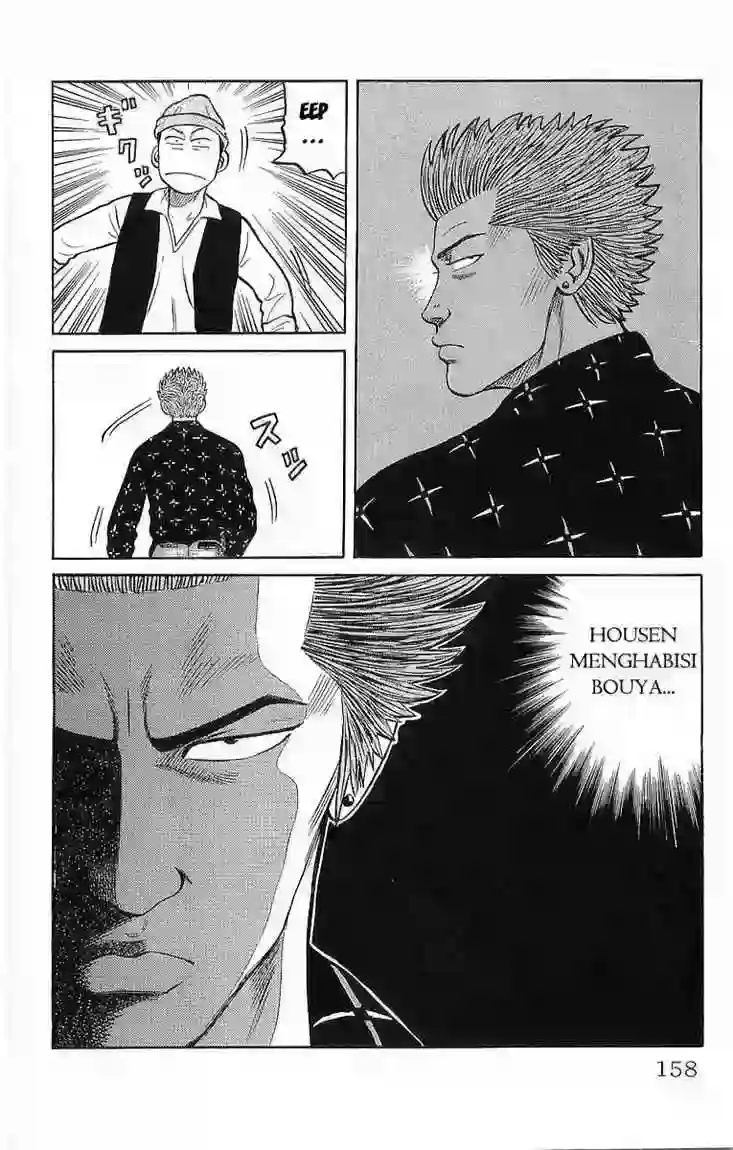 EEP
...
ギクッ
スッ
HOUSEN
MENGHABISI
BOUYA...
158